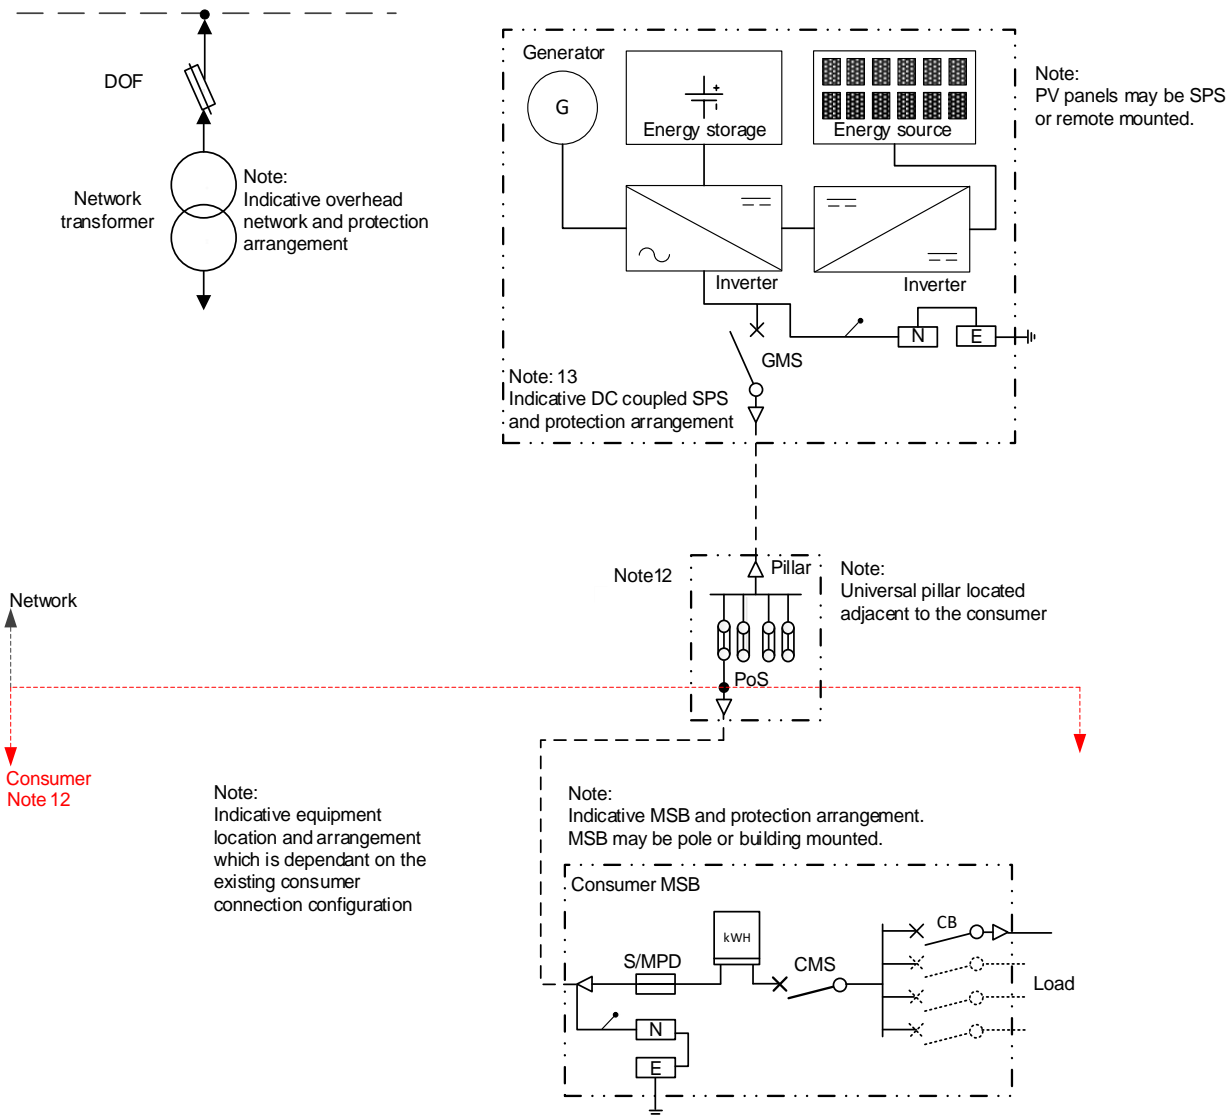 DOF
Network
transformer
Note:
Indicative overhead
network and protection
arrangement
Generator
G
Energy storage
Energy source
Note:
PV panels may be SPS
or remote mounted.
Inverter
Inverter
N
E
GMS
Note: 13
Indicative DC coupled SPS
and protection arrangement
Note12
Pillar
Note:
Universal pillar located
adjacent to the consumer
Network
PoS
Consumer
Note 12
Note:
Indicative equipment
location and arrangement
which is dependant on the
existing consumer
connection configuration
Note:
Indicative MSB and protection arrangement.
MSB may be pole or building mounted.
Consumer MSB
kWH
S/MPD
CMS
CB
Load
N
E